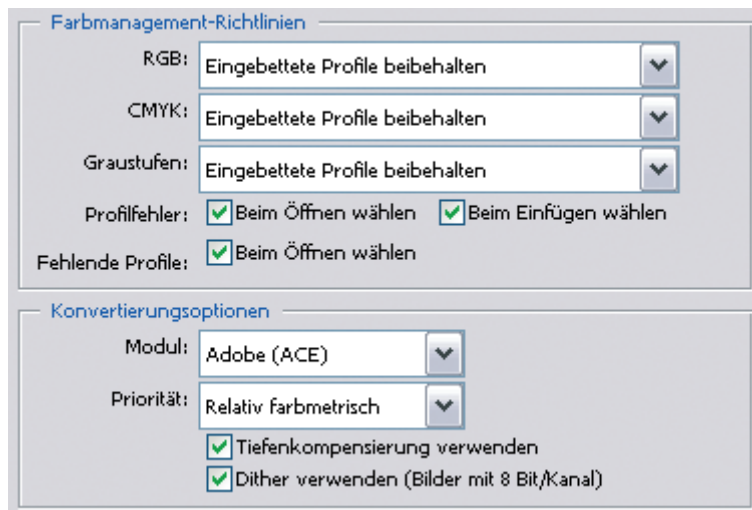 Farbmanagement-Richtlinien
RGB: Eingebettete Profile beibehalten
CMYK: Eingebettete Profile beibehalten
Graustufen: Eingebettete Profile beibehalten
Profilfehler: Beim Öffnen wählen Beim Einfügen wählen
Fehlende Profile: Beim Öffnen wählen
Konvertierungsoptionen
Modul: Adobe (ACE)
Priorität: Relativ farbmetrisch
Tiefenkompensierung verwenden
Dither verwenden (Bilder mit 8 Bit/Kanal)